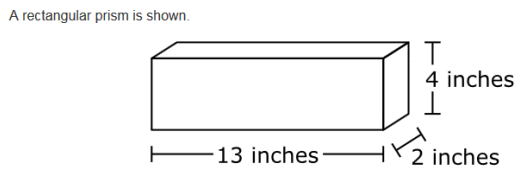 A rectangular prism is shown.
4 inches
13 inches
2 inches